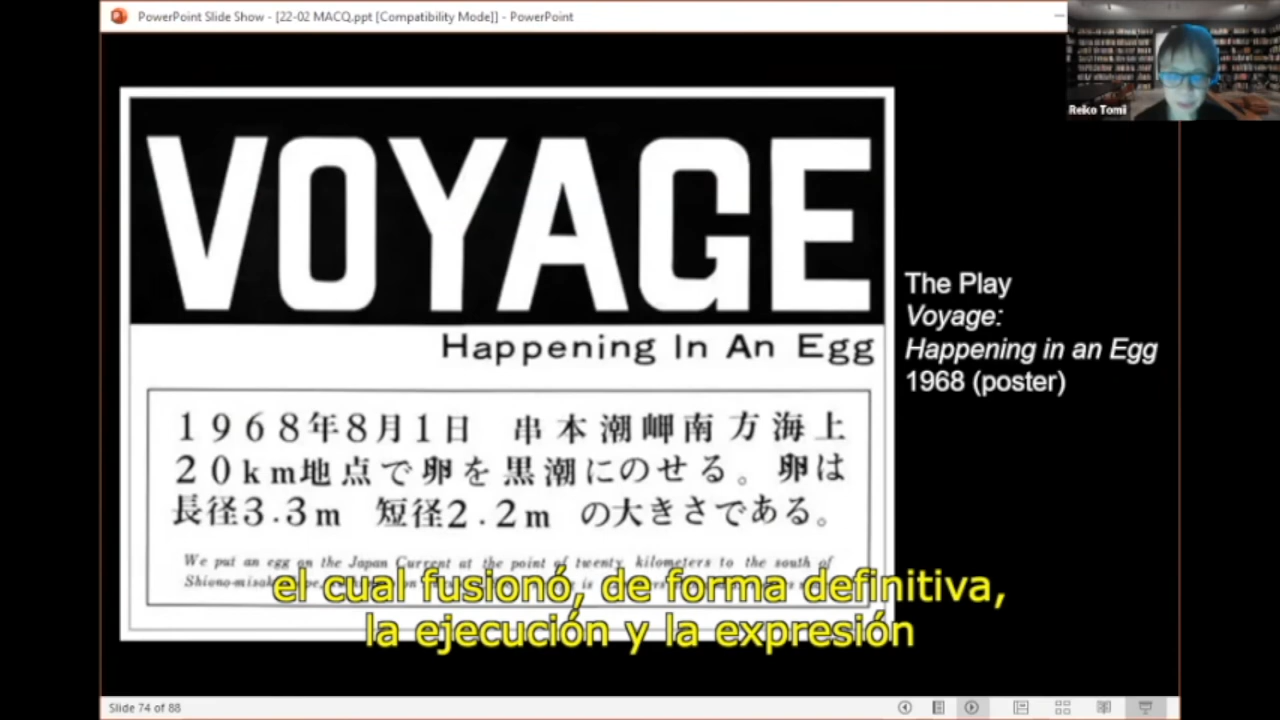 PowerPoint Slide Show - [22-02 MACQ.ppt [Compatibility Mode]] - PowerPoint
Reiko Tomii
VOYAGE
Happening In An Egg
The Play
Voyage:
Happening in an Egg
1968 (poster)
1968年8月1日 串本潮岬南方海上
20km地点で卵を黒潮にのせる。卵は
長径3.3m 短径2.2m の大きさである。
We put an egg on the Japan Current at the point of twenty kilometers to the south of
el cual fusionó, de forma definitiva,
la ejecución y la expresión
Slide 74 of 88